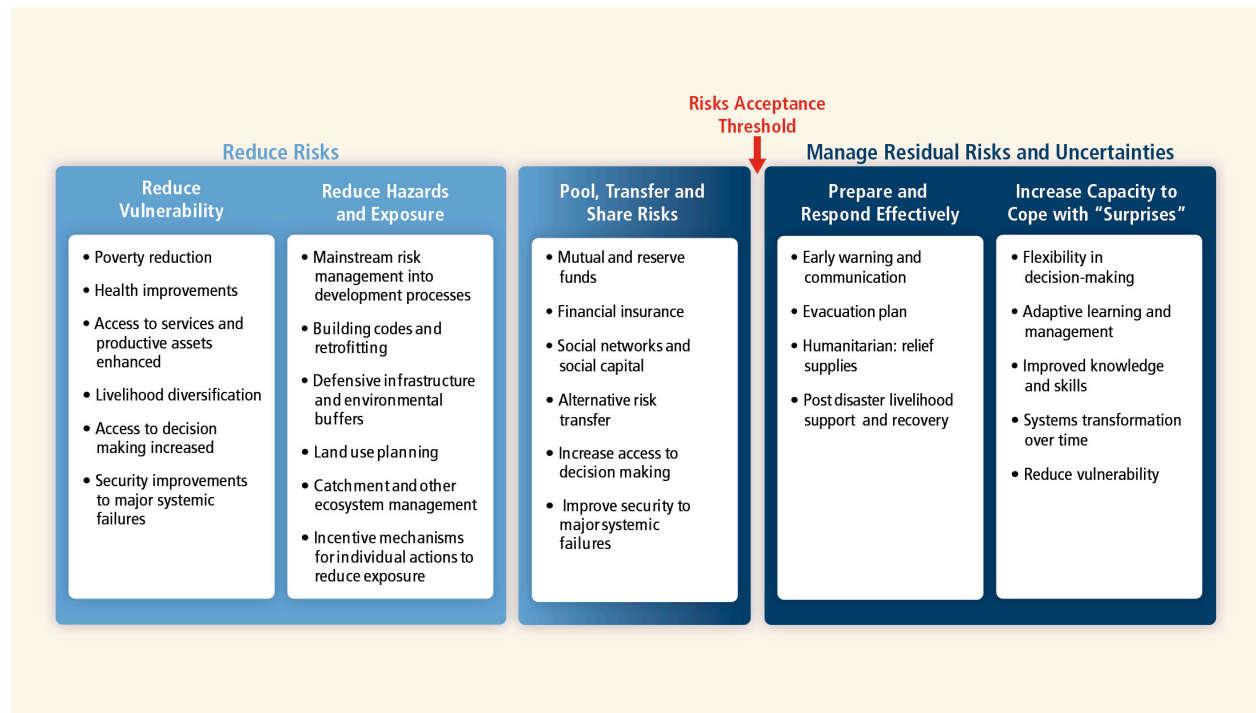 Risks Acceptance
Threshold
Reduce Risks
Manage Residual Risks and Uncertainties
Reduce
Vulnerability
• Poverty reduction
• Health improvements
• Access to services and
productive assets
enhanced
• Livelihood diversification
• Access to decision
making increased
• Security improvements
to major systemic
failures
Reduce Hazards
and Exposure
• Mainstream risk
management into
development processes
• Building codes and
retrofitting
• Defensive infrastructure
and environmental
buffers
• Land use planning
• Catchment and other
ecosystem management
• Incentive mechanisms
for individual actions to
reduce exposure
Pool, Transfer and
Share Risks
• Mutual and reserve
funds
• Financial insurance
• Social networks and
social capital
• Alternative risk
transfer
• Increase access to
decision making
• Improve security to
major systemic
failures
Prepare and
Respond Effectively
• Early warning and
communication
• Evacuation plan
• Humanitarian: relief
supplies
• Post disaster livelihood
support and recovery
Increase Capacity to
Cope with “Surprises”
• Flexibility in
decision-making
• Adaptive learning and
management
• Improved knowledge
and skills
• Systems transformation
over time
• Reduce vulnerability